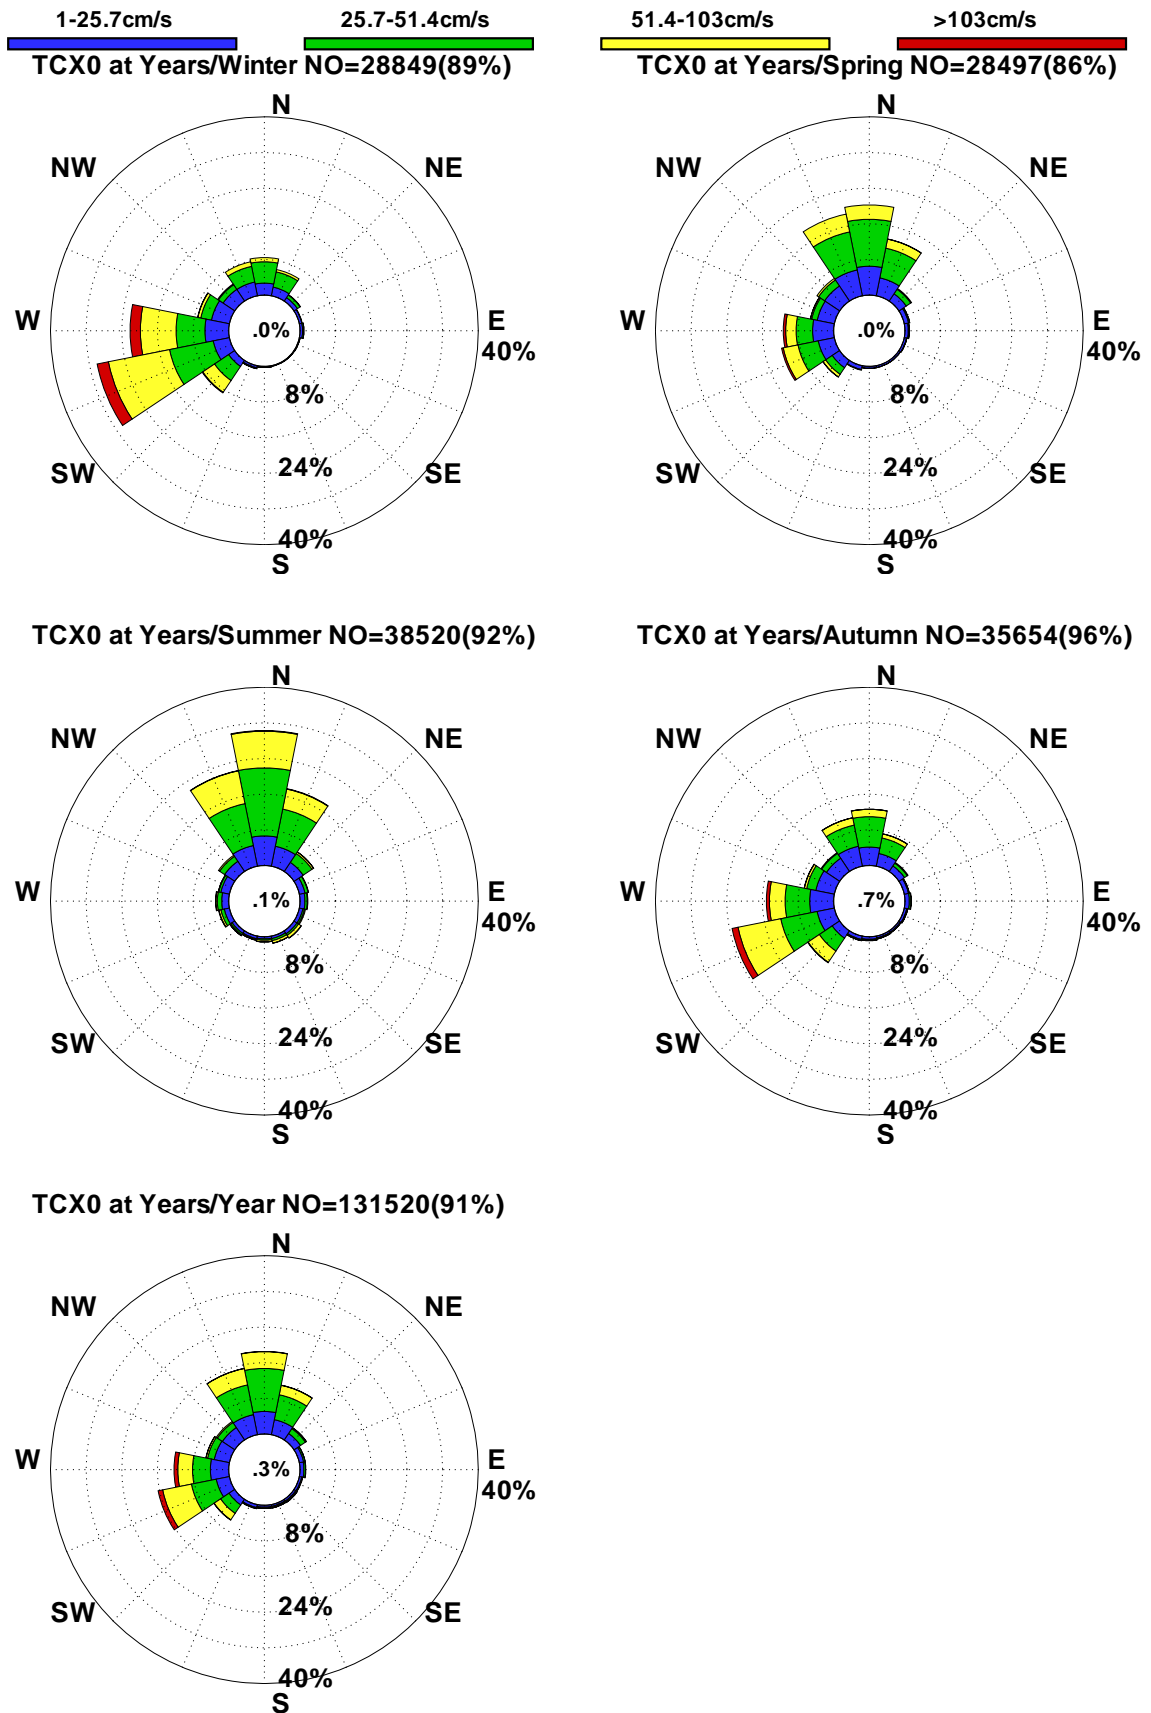 1-25.7cm/s 25.7-51.4cm/s 51.4-103cm/s >103cm/s
TCX0 at Years/Winter NO=28849(89%) TCX0 at Years/Spring NO=28497(86%)
N N
NW NE NW NE
W .0% E W .0% E
40% 40%
8% 8%
SW 24% SE SW 24% SE
40% 40%
S S
TCX0 at Years/Summer NO=38520(92%) TCX0 at Years/Autumn NO=35654(96%)
N N
NW NE NW NE
W .1% E W .7% E
40% 40%
8% 8%
SW 24% SE SW 24% SE
40% 40%
S S
TCX0 at Years/Year NO=131520(91%)
N
NW NE
W .3% E
40%
8%
SW 24% SE
40%
S